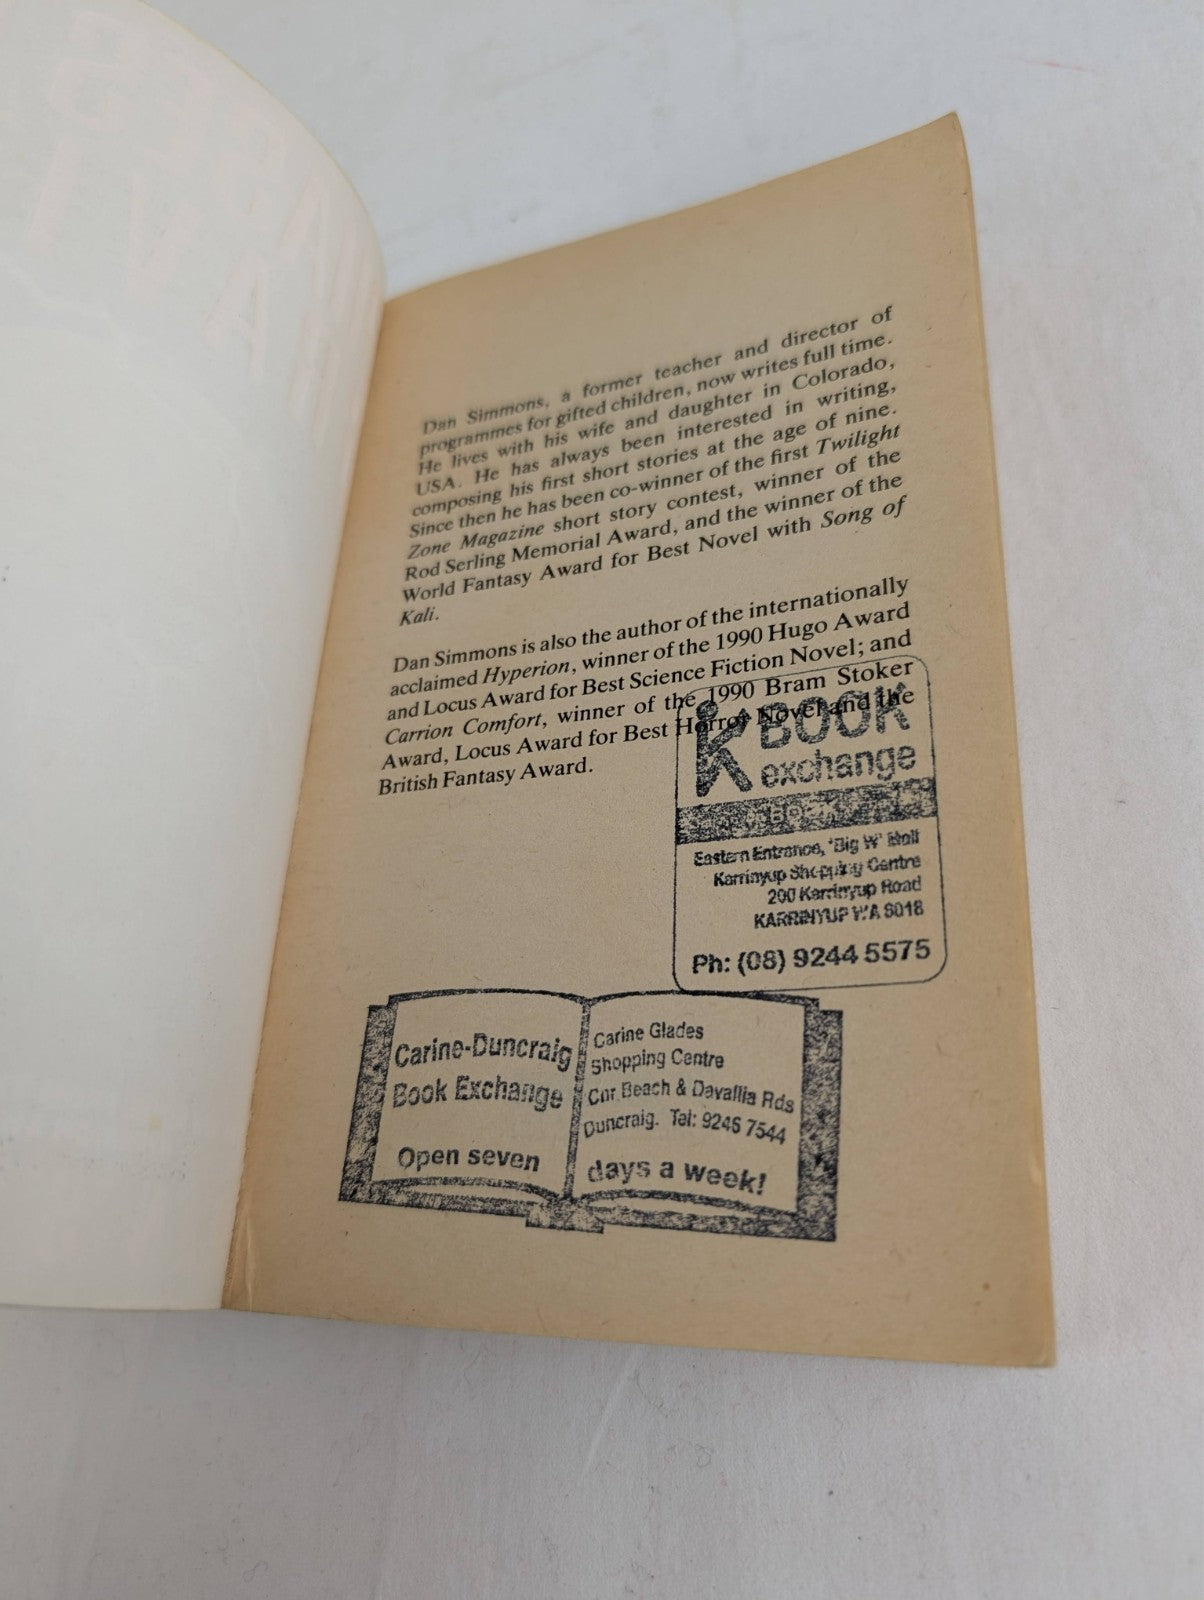 Dan Simmons, a former teacher and director of
programmes for gifted children, now writes full time.
He lives with his wife and daughter in Colorado,
USA. He has always been interested in writing,
composing his first short stories at the age of nine.
Since then he has been co-winner of the first Twilight
Zone Magazine short story contest, winner of the
Rod Serling Memorial Award, and the winner of the
World Fantasy Award for Best Novel with Song of
Kali.
Dan Simmons is also the author of the internationally
acclaimed Hyperion, winner of the 1990 Hugo Award
and Locus Award for Best Science Fiction Novel; and
Carrion Comfort, winner of the 1990 Bram Stoker
Award, Locus Award for Best Horror Novel and the
British Fantasy Award.
k BOOK
exchange
Eastern Entrance, 'Big W' Mall
Karrinyup Shopping Centre
200 Karrinyup Road
KARRINYUP WA 6018
Ph: (08) 9244 5575
Carine-Duncraig
Book Exchange
Open seven
Carine Glades
Shopping Centre
Cnr Beach & Davallia Rds
Duncraig. Tel: 9246 7544
days a week!